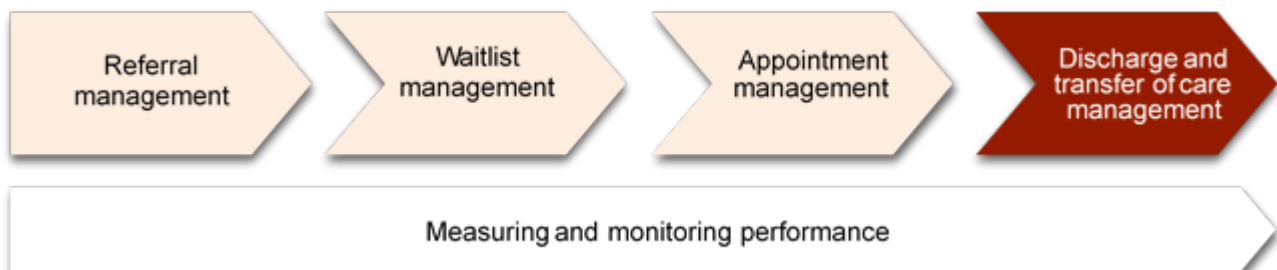 Referral
management
Waitlist
management
Appointment
management
Discharge and
transfer of care
management
Measuring and monitoring performance